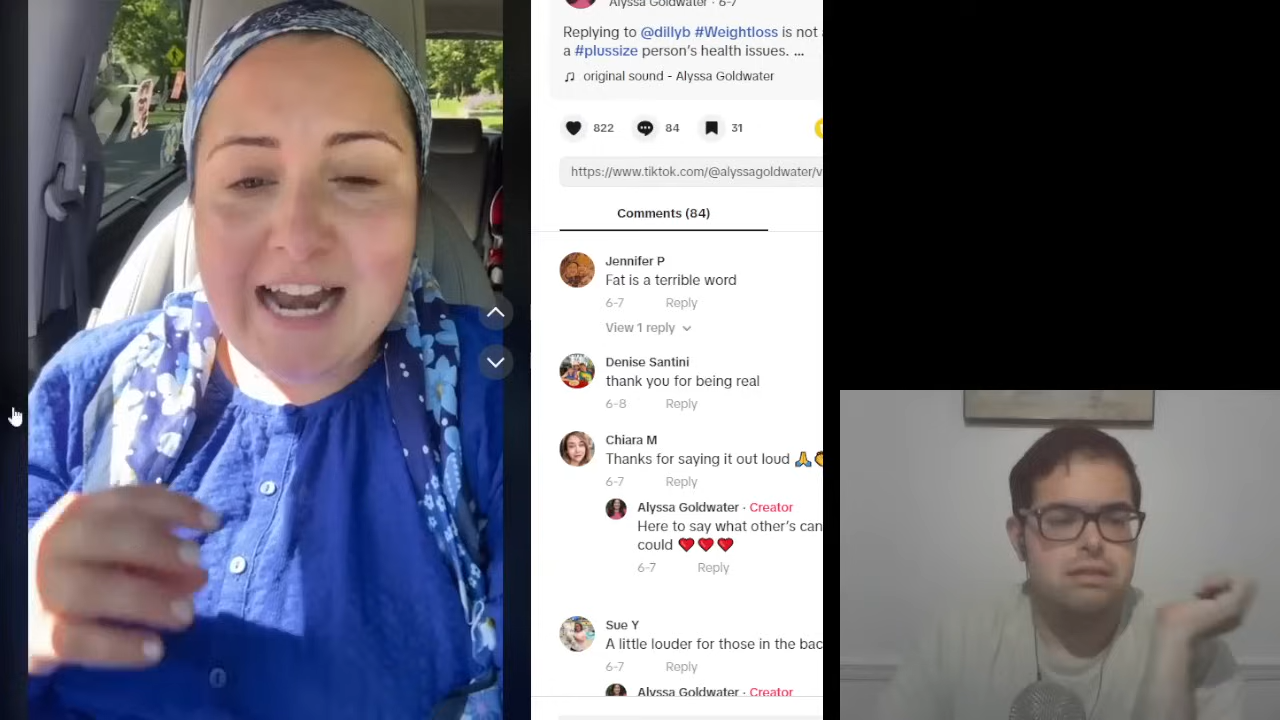 Alyssa Goldwater · 6-7
Replying to @dillyb #Weightloss is not
a #plussize person's health issues. ...
original sound - Alyssa Goldwater
822 84 31
https://www.tiktok.com/@alyssagoldwater/v
Comments (84)
Jennifer P
Fat is a terrible word
6-7 Reply
View 1 reply
Denise Santini
thank you for being real
6-8 Reply
Chiara M
Thanks for saying it out loud 🙏
6-7 Reply
Alyssa Goldwater · Creator
Here to say what other's can
could ❤️❤️❤️
6-7 Reply
Sue Y
A little louder for those in the bac
6-7 Reply
Alyssa Goldwater · Creator